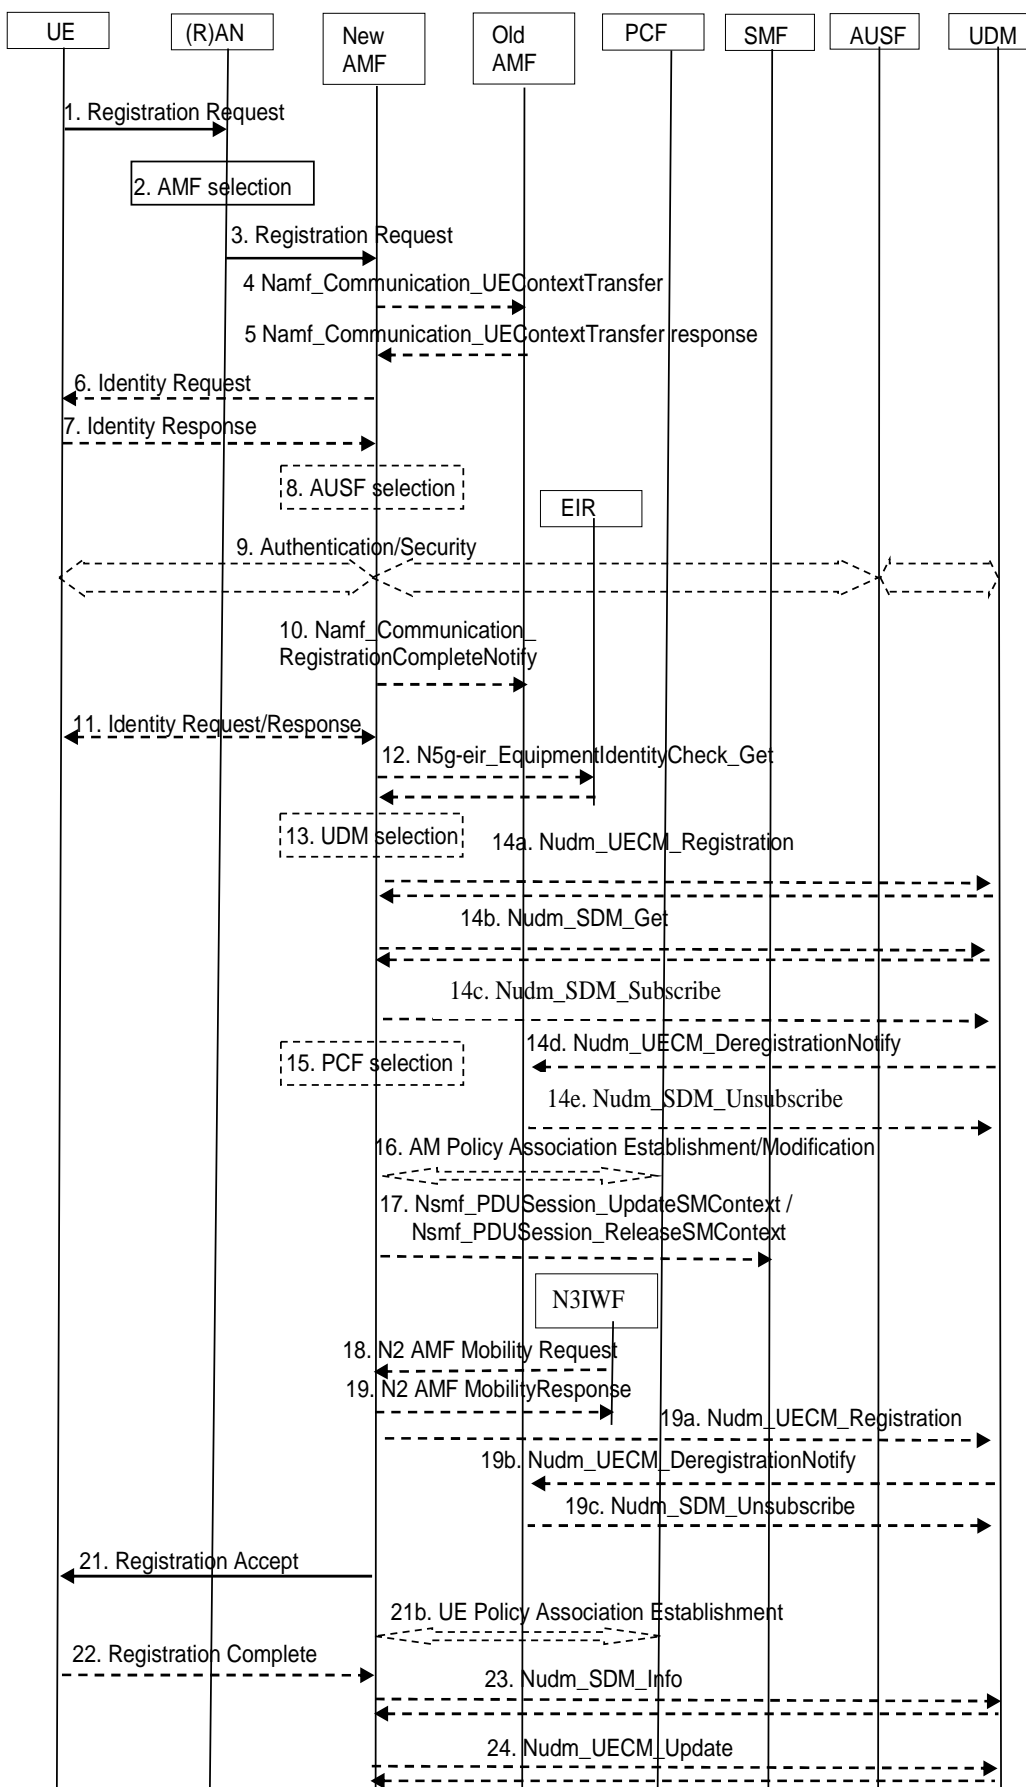 UE
(R)AN
New
AMF
Old
AMF
PCF
SMF
AUSF
UDM
1. Registration Request
2. AMF selection
3. Registration Request
4 Namf_Communication_UEContextTransfer
5 Namf_Communication_UEContextTransfer response
6. Identity Request
7. Identity Response
8. AUSF selection
EIR
9. Authentication/Security
10. Namf_Communication_
RegistrationCompleteNotify
11. Identity Request/Response
12. N5g-eir_EquipmentIdentityCheck_Get
13. UDM selection
14a. Nudm_UECM_Registration
14b. Nudm_SDM_Get
14c. Nudm_SDM_Subscribe
14d. Nudm_UECM_DeregistrationNotify
15. PCF selection
14e. Nudm_SDM_Unsubscribe
16. AM Policy Association Establishment/Modification
17. Nsmf_PDUSession_UpdateSMContext /
Nsmf_PDUSession_ReleaseSMContext
N3IWF
18. N2 AMF Mobility Request
19. N2 AMF MobilityResponse
19a. Nudm_UECM_Registration
19b. Nudm_UECM_DeregistrationNotify
19c. Nudm_SDM_Unsubscribe
21. Registration Accept
21b. UE Policy Association Establishment
22. Registration Complete
23. Nudm_SDM_Info
24. Nudm_UECM_Update